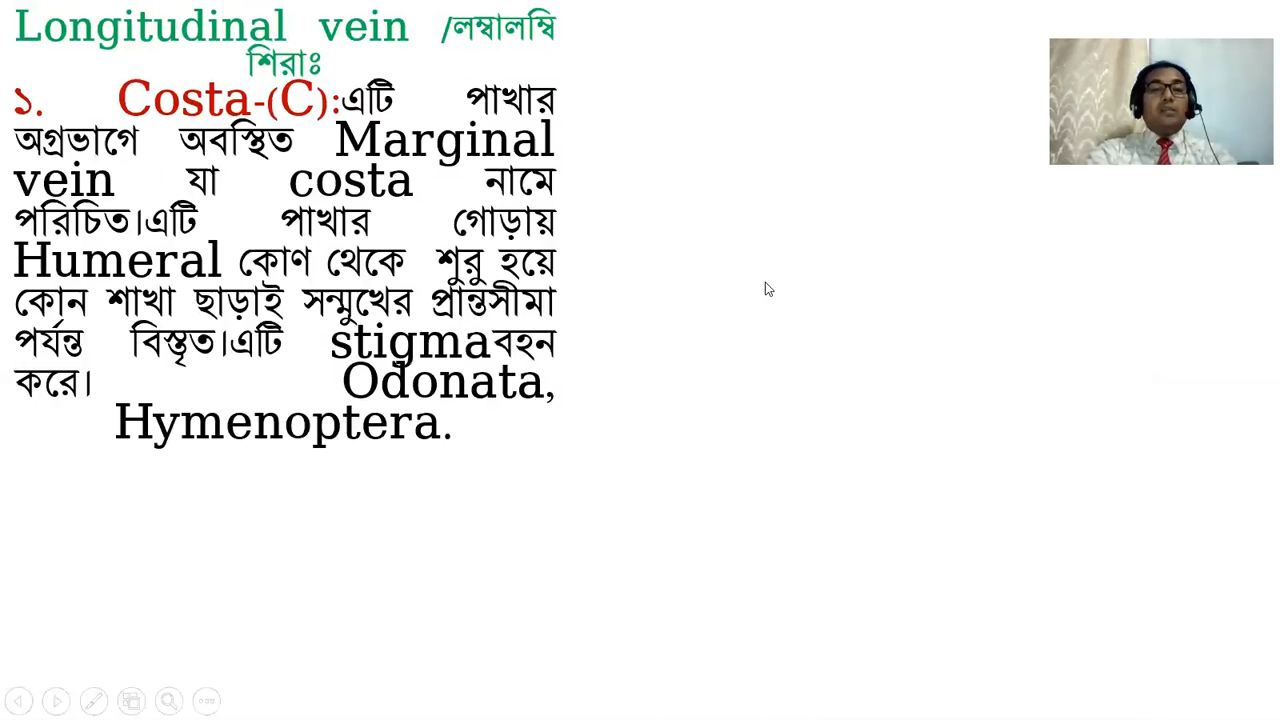 Longitudinal vein /লম্বালম্বি
শিরাঃ
১. Costa-(C):এটি পাখার
অগ্রভাগে অবস্থিত Marginal
vein যা costa নামে
পরিচিত।এটি পাখার গোড়ায়
Humeral কোণ থেকে শুরু হয়ে
কোন শাখা ছাড়াই সন্মুখের প্রান্তসীমা
পর্যন্ত বিস্তৃত।এটি stigmaবহন
করে। Odonata,
Hymenoptera.